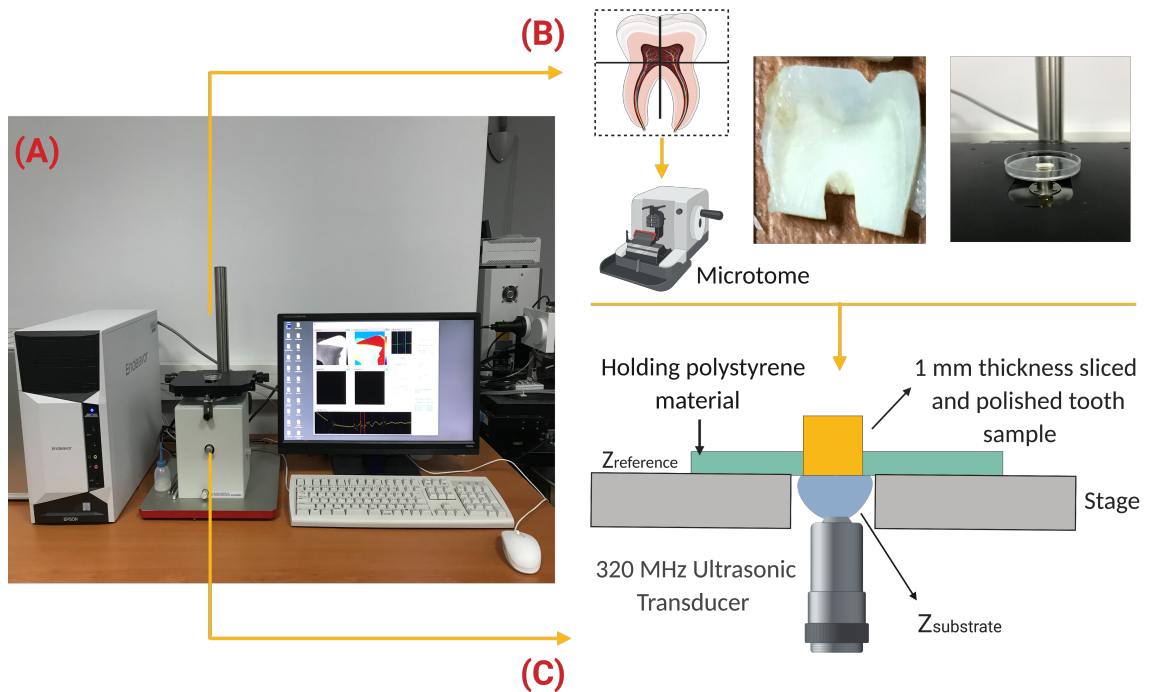 (B)
(A)
Microtome
Endeavor
ENDEAVOR
EPSON
Holding polystyrene
material
1 mm thickness sliced
and polished tooth
sample
Zreference
Stage
320 MHz Ultrasonic
Transducer
Zsubstrate
(C)